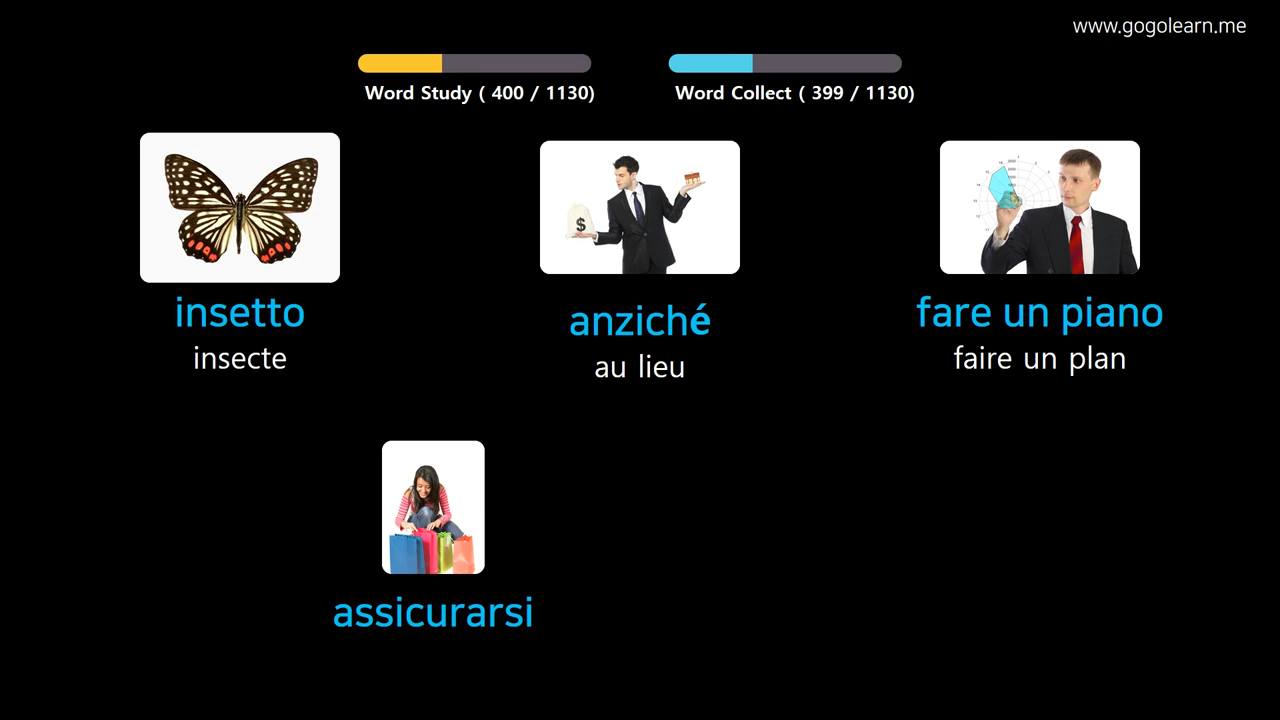 www.gogolearn.me
Word Study ( 400 / 1130)
Word Collect ( 399 / 1130)
insetto
insecte
anziché
au lieu
fare un piano
faire un plan
assicurarsi